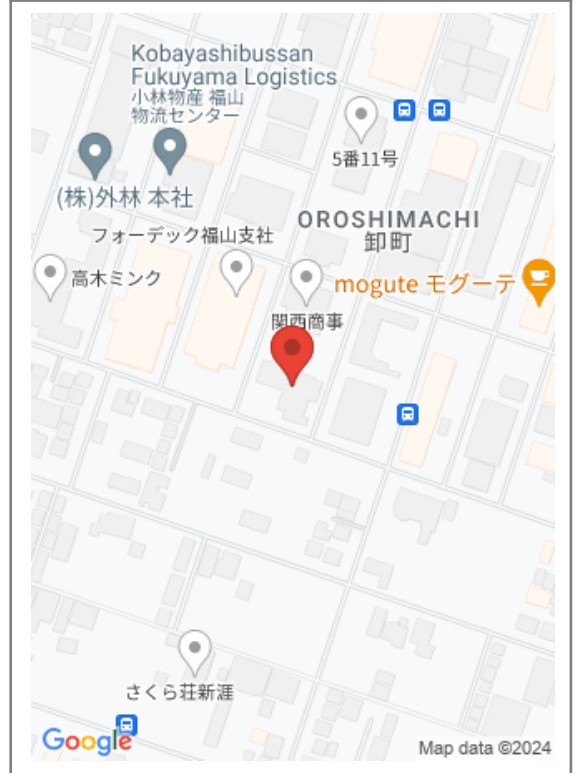 Kobayashibussan
Fukuyama Logistics
小林物産 福山
物流センター
5番11号
(株)外林 本社
OROSHIMACHI
卸町
フォーデック福山支社
高木ミンク
mogute モグーテ
関西商事
さくら荘新涯
Google
Map data ©2024